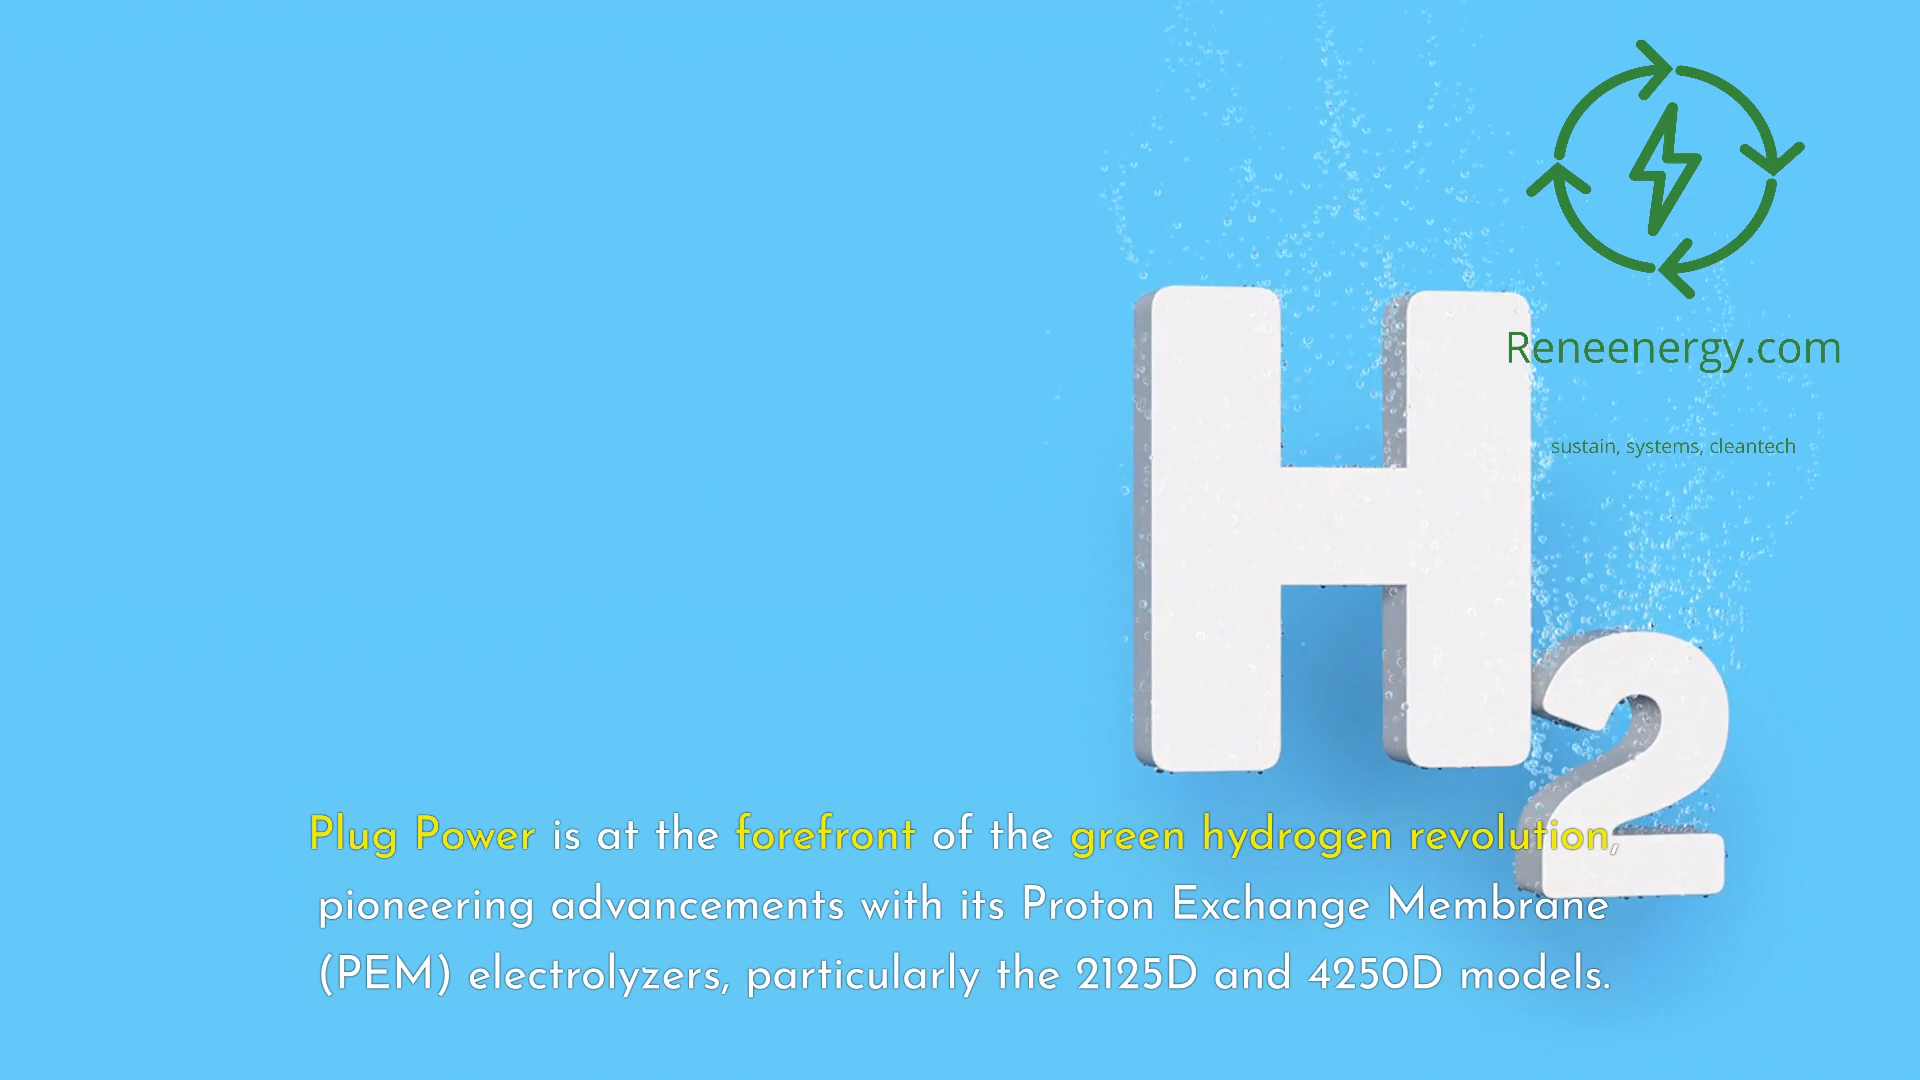 Reneenergy.com
sustain, systems, cleantech
H2
Plug Power is at the forefront of the green hydrogen revolution,
pioneering advancements with its Proton Exchange Membrane
(PEM) electrolyzers, particularly the 2125D and 4250D models.